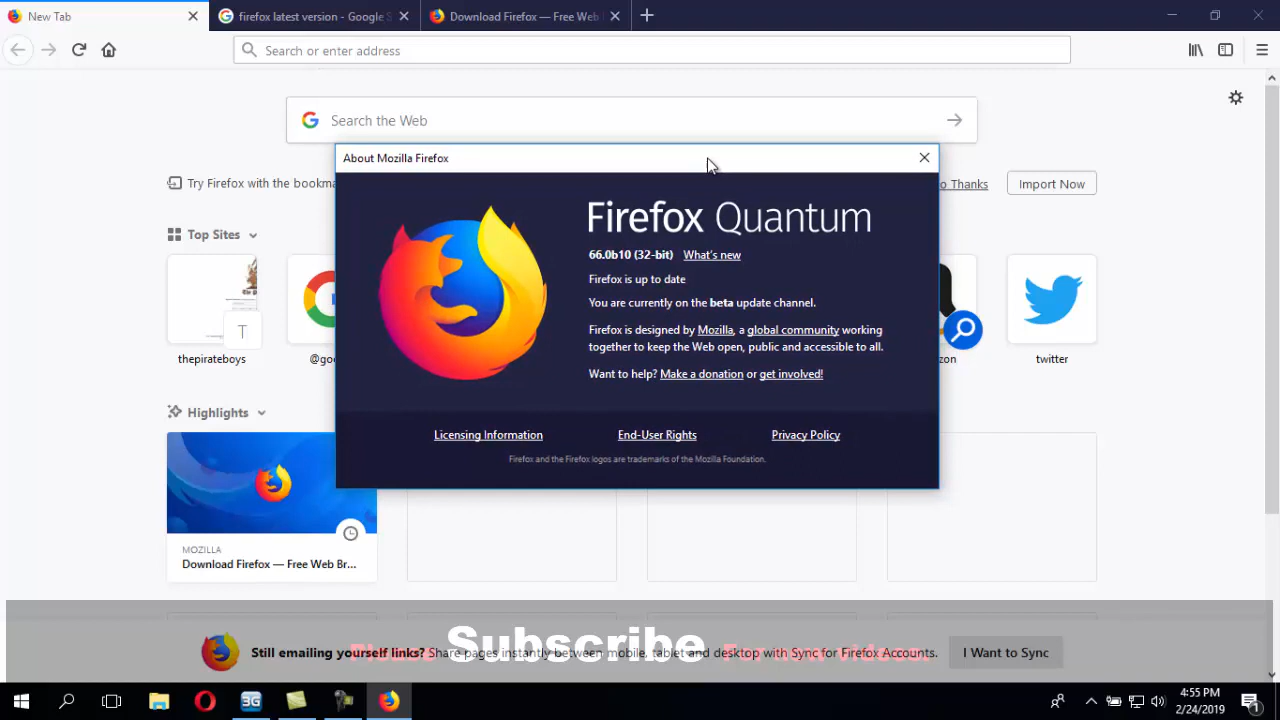 New Tab
firefox latest version - Google S
Download Firefox — Free Web
Search or enter address
Search the Web
About Mozilla Firefox
Try Firefox with the bookma
o Thanks
Import Now
Firefox Quantum
66.0b10 (32-bit) What's new
Firefox is up to date
You are currently on the beta update channel.
Firefox is designed by Mozilla, a global community working
together to keep the Web open, public and accessible to all.
Want to help? Make a donation or get involved!
Licensing Information
End-User Rights
Privacy Policy
Firefox and the Firefox logos are trademarks of the Mozilla Foundation.
Top Sites
T
thepirateboys
@goo
zon
twitter
Highlights
MOZILLA
Download Firefox — Free Web Br...
Please Subscribe For new videos.
Still emailing yourself links? Share pages instantly between mobile, tablet and desktop with Sync for Firefox Accounts.
I Want to Sync
3G
4:55 PM
2/24/2019
1